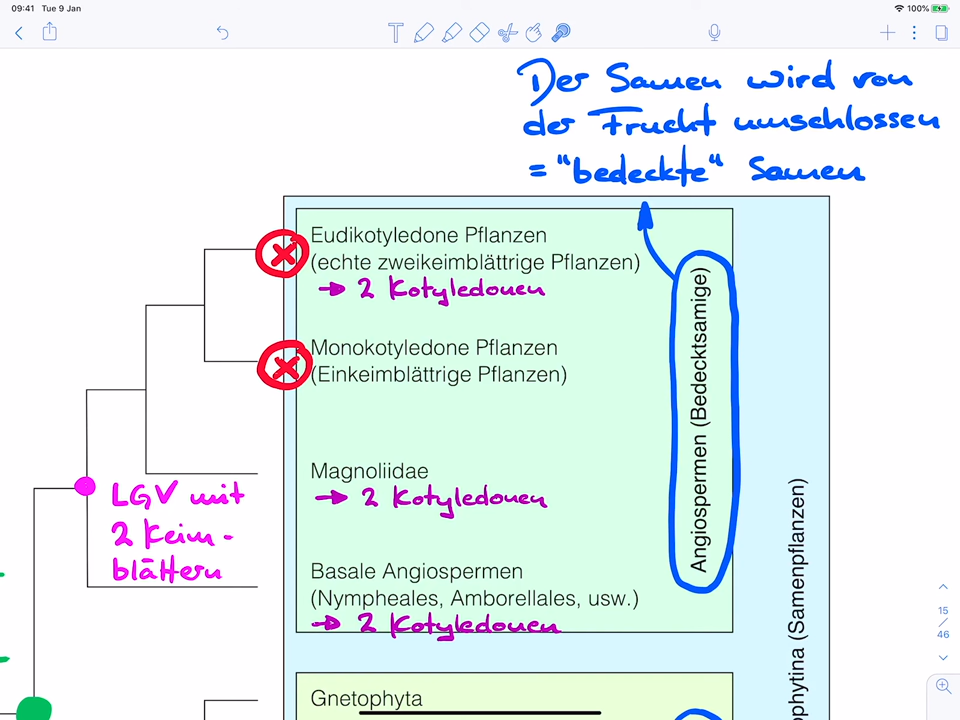 09:41 Tue 9 Jan
100%
Der Samen wird von
der Frucht umschlossen
= "bedeckte" Samen
Eudikotyledone Pflanzen
(echte zweikeimblättrige Pflanzen)
→ 2 Kotyledonen
Monokotyledone Pflanzen
(Einkeimblättrige Pflanzen)
Magnoliidae
→ 2 Kotyledonen
LGV mit
2 Keim-
blättern
Basale Angiospermen
(Nympheales, Amborellales, usw.)
→ 2 Kotyledonen
Angiospermen (Bedecktsamige)
ophytina (Samenpflanzen)
Gnetophyta
15
/
46